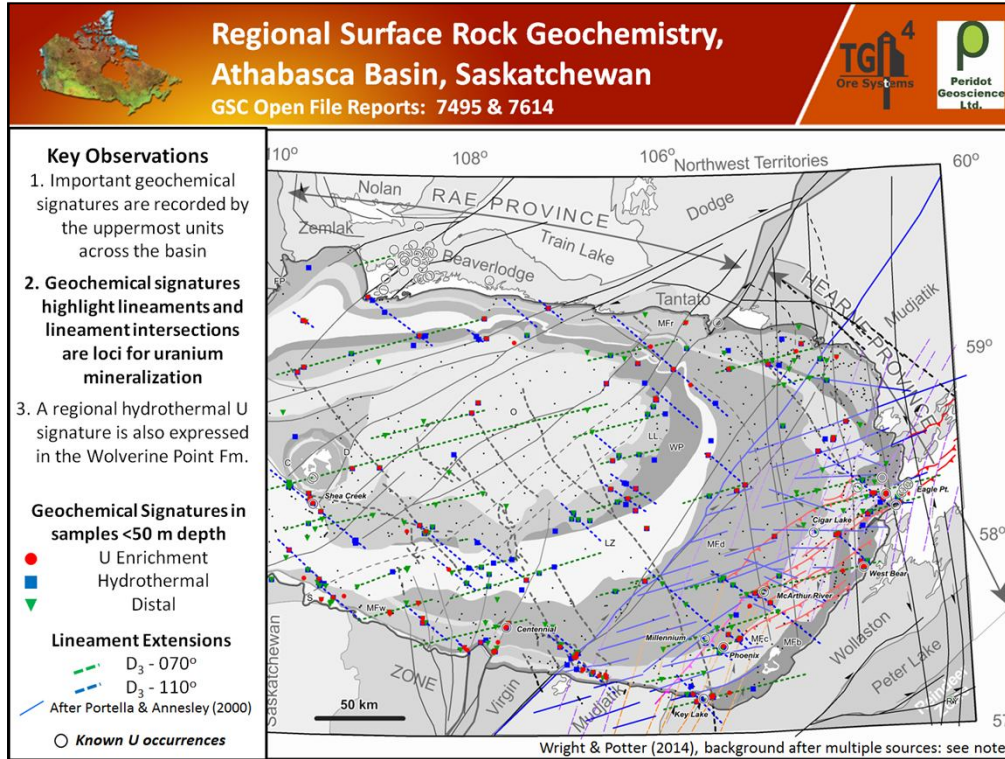 Regional Surface Rock Geochemistry,
Athabasca Basin, Saskatchewan
GSC Open File Reports: 7495 & 7614
TGI
4
Ore Systems
Peridot
Geoscience
Ltd.
Key Observations
1. Important geochemical
signatures are recorded by
the uppermost units
across the basin
2. Geochemical signatures
highlight lineaments and
lineament intersections
are loci for uranium
mineralization
3. A regional hydrothermal U
signature is also expressed
in the Wolverine Point Fm.
Geochemical Signatures in
samples <50 m depth
U Enrichment
Hydrothermal
Distal
Lineament Extensions
D3 - 070°
D3 - 110°
After Portella & Annesley (2000)
Known U occurrences
110°
108°
106°
Northwest Territories
60°
Nolan
RAE PROVINCE
Dodge
Zemlak
Train Lake
Beaverlodge
FP
Tantato
HEARNE PROVINCE
Mudjatik
MFr
59°
O
LL
WP
C
D
Shea Creek
Eagle Pt.
Cigar Lake
LZ
MFd
West Bear
McArthur River
S
MFw
Centennial
Millennium
MFc
MFb
Phoenix
Wollaston
Saskatchewan
ZONE
Virgin
Mudjatik
Key Lake
Peter Lake
50 km
57
Wright & Potter (2014), background after multiple sources: see note